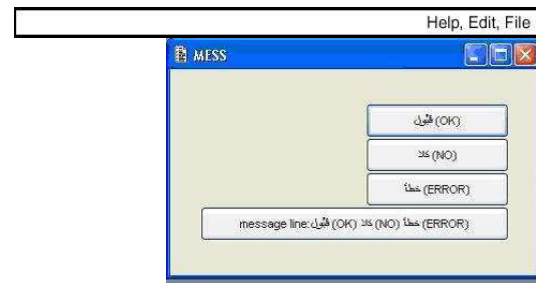 Help, Edit, File
MESS
قبول (OK)
كلا (NO)
خطأ (ERROR)
message line: قبول (OK) كلا (NO) خطأ (ERROR)